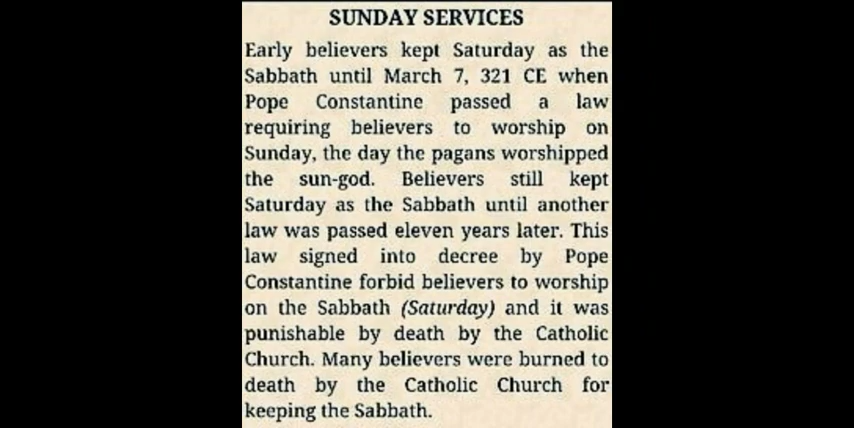 SUNDAY SERVICES
Early believers kept Saturday as the
Sabbath until March 7, 321 CE when
Pope Constantine passed a law
requiring believers to worship on
Sunday, the day the pagans worshipped
the sun-god. Believers still kept
Saturday as the Sabbath until another
law was passed eleven years later. This
law signed into decree by Pope
Constantine forbid believers to worship
on the Sabbath (Saturday) and it was
punishable by death by the Catholic
Church. Many believers were burned to
death by the Catholic Church for
keeping the Sabbath.